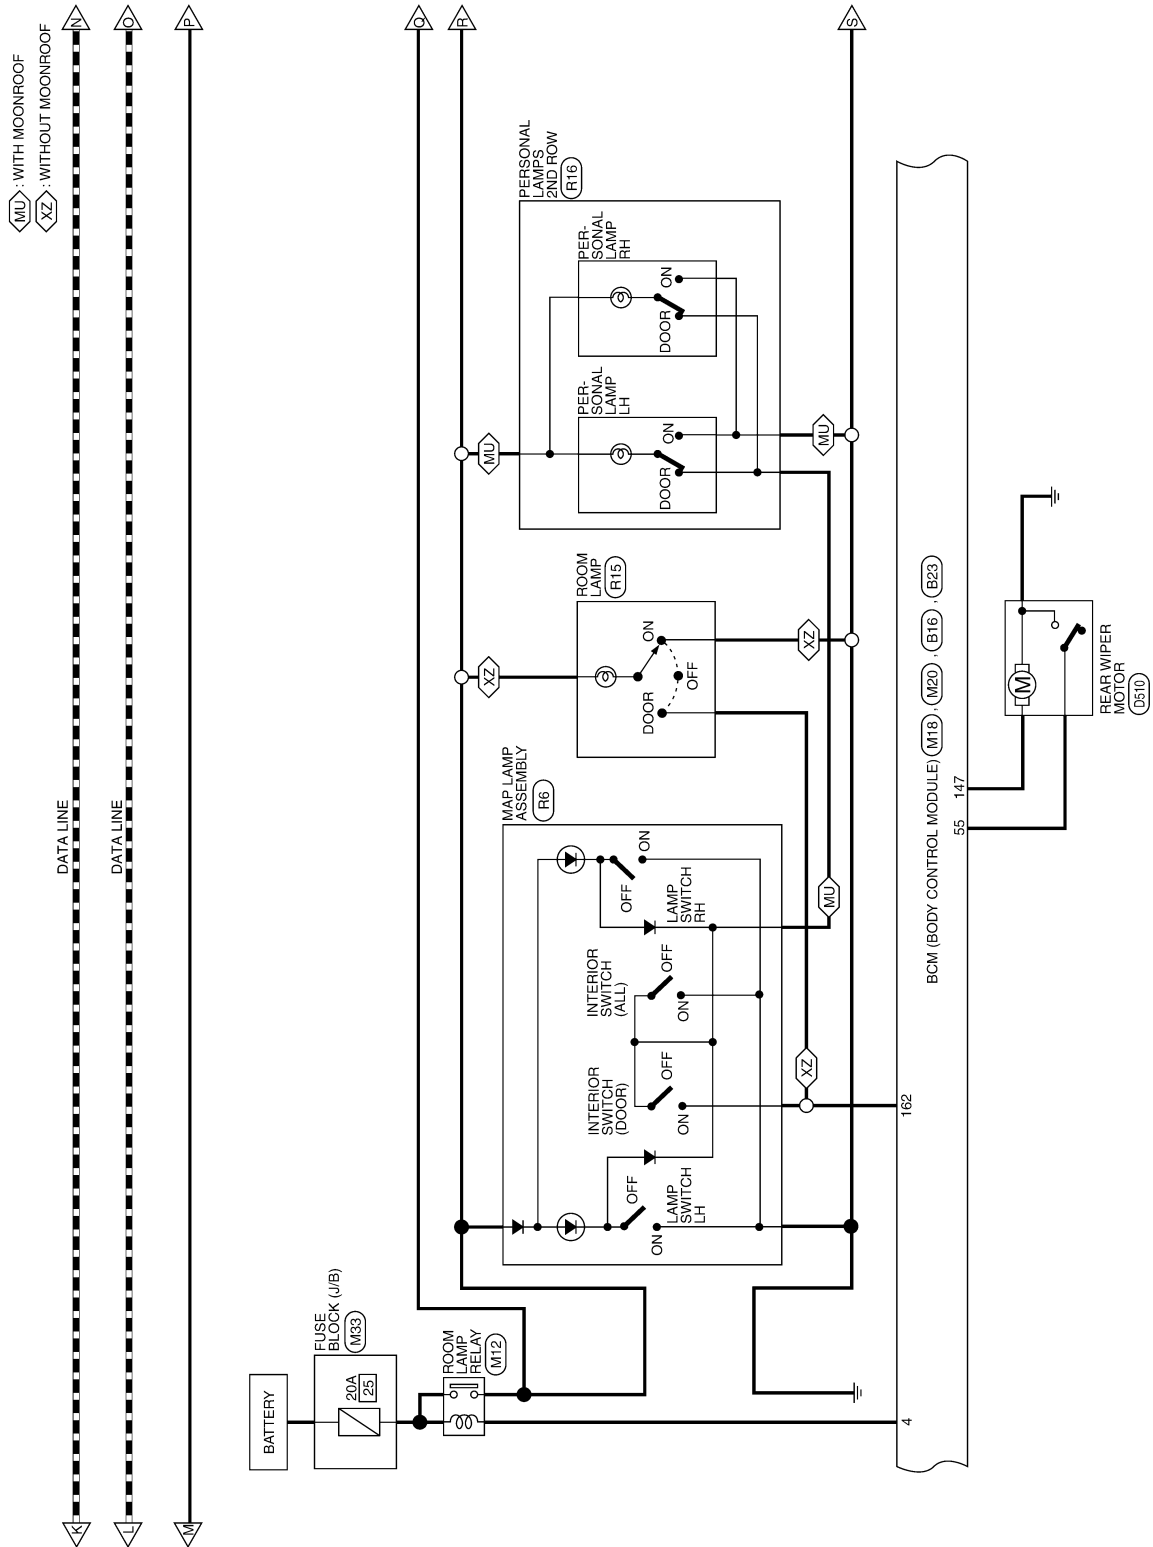 MU : WITH MOONROOF
XZ : WITHOUT MOONROOF
K
DATA LINE
N
L
DATA LINE
O
M
P
Q
R
S
BATTERY
FUSE
BLOCK (J/B)
M33
20A
25
ROOM
LAMP
RELAY
M12
MAP LAMP
ASSEMBLY
R6
ON
OFF
LAMP
SWITCH
LH
INTERIOR
SWITCH
(DOOR)
OFF
ON
INTERIOR
SWITCH
(ALL)
OFF
ON
LAMP
SWITCH
RH
OFF
ON
XZ
MU
XZ
ROOM
LAMP
R15
DOOR
OFF
ON
XZ
MU
PERSONAL
LAMPS
2ND ROW
R16
PER-
SONAL
LAMP
LH
DOOR
ON
PER-
SONAL
LAMP
RH
DOOR
ON
MU
4
162
BCM (BODY CONTROL MODULE) M18 , M20 , B16 , B23
55
147
M
REAR WIPER
MOTOR
D510